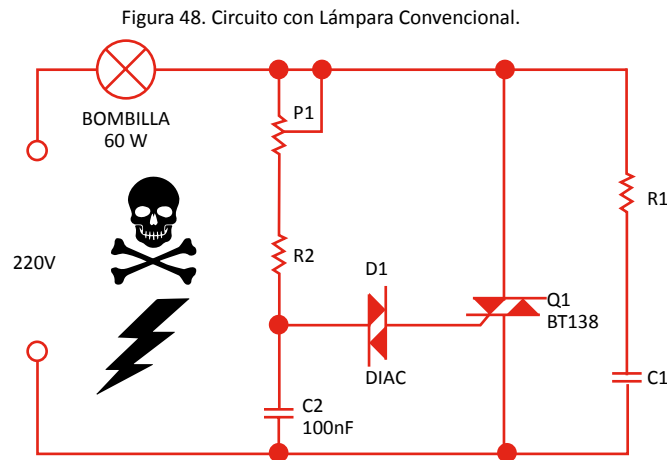 Figura 48. Circuito con Lámpara Convencional.
BOMBILLA
60 W
P1
R1
R2
220V
D1
Q1
BT138
DIAC
C1
C2
100nF